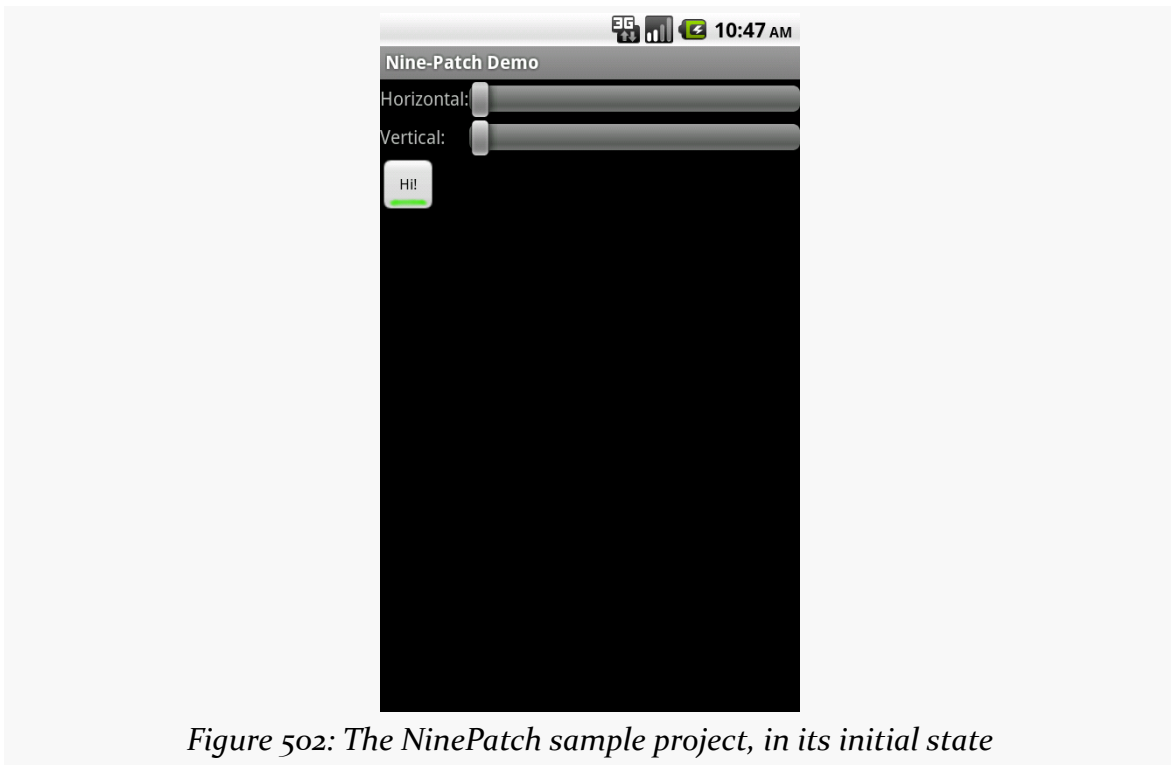 3G 10:47 AM
Nine-Patch Demo
Horizontal:
Vertical:
Hi!
Figure 502: The NinePatch sample project, in its initial state